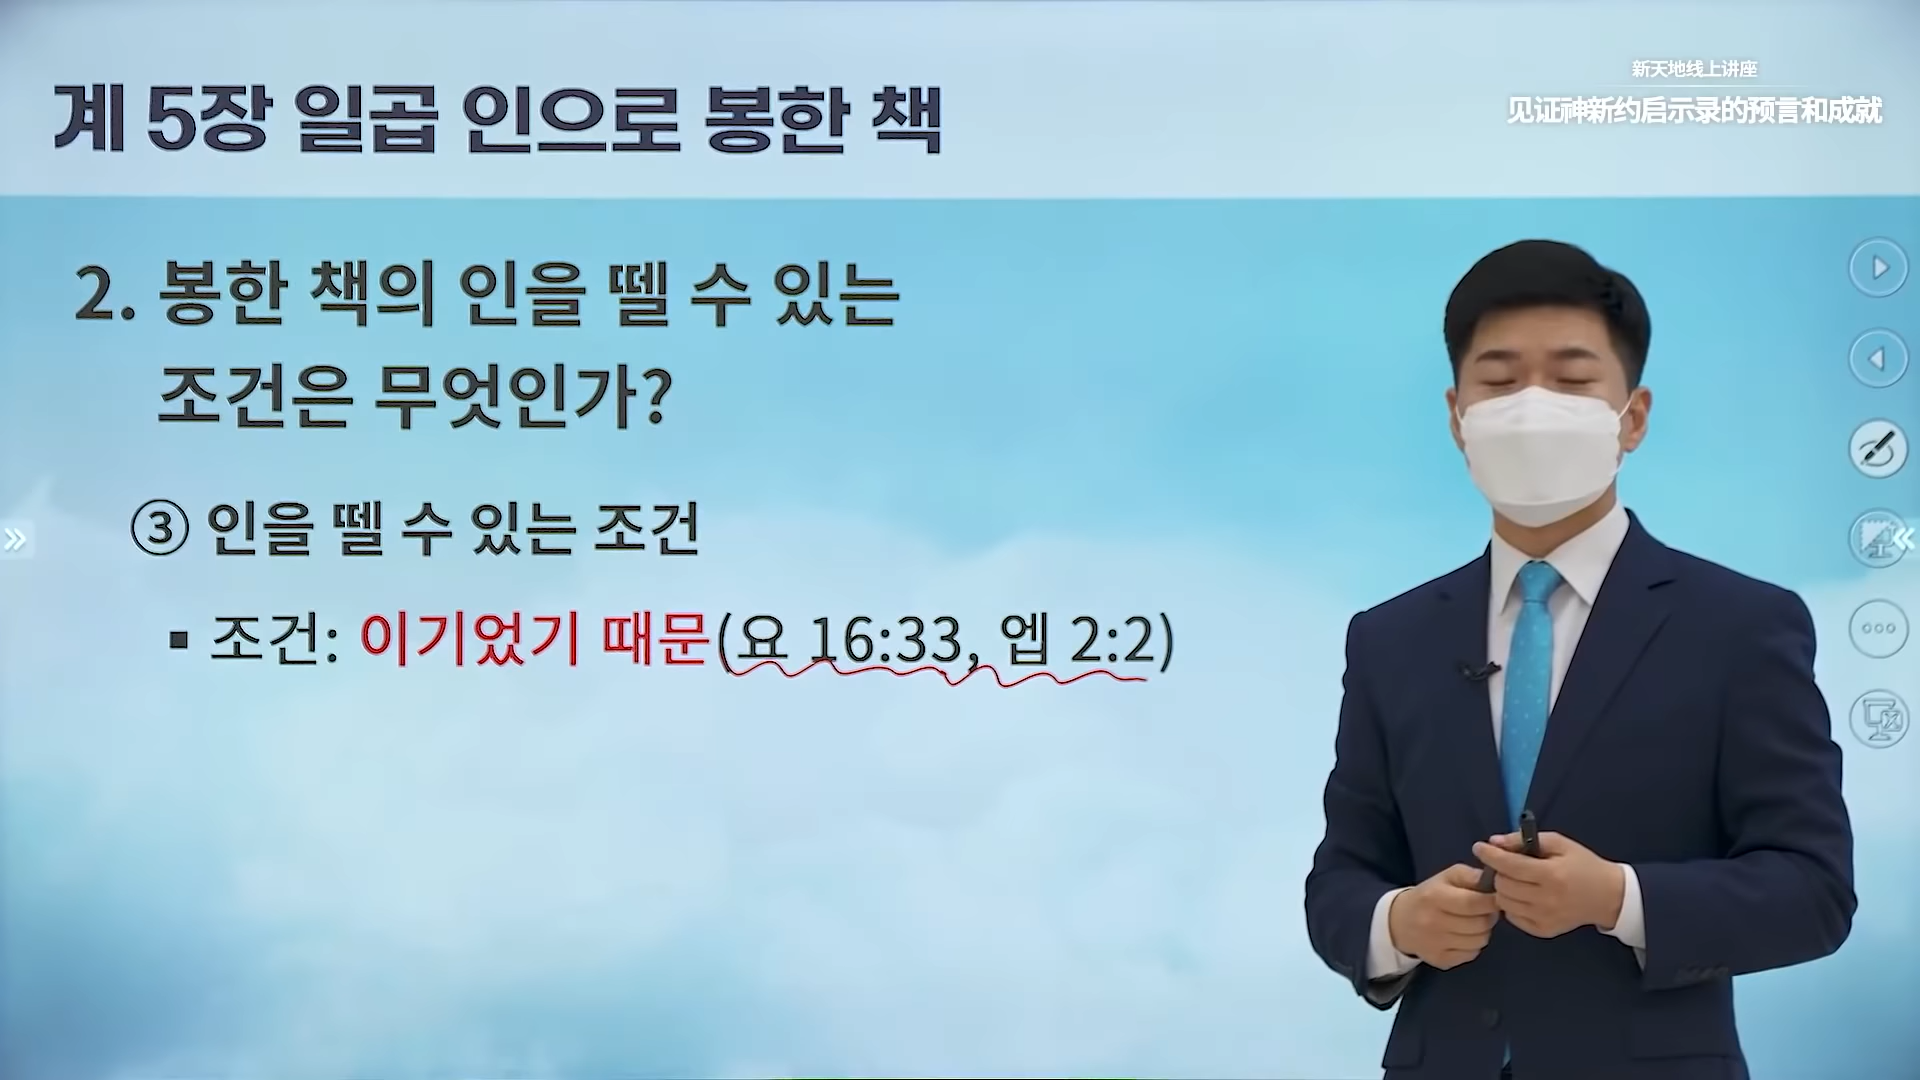 계 5장 일곱 인으로 봉한 책
新天地线上讲座
见证神新约启示录的预言和成就
2. 봉한 책의 인을 뗄 수 있는
조건은 무엇인가?
③ 인을 뗄 수 있는 조건
▪ 조건: 이기었기 때문(요 16:33, 엡 2:2)